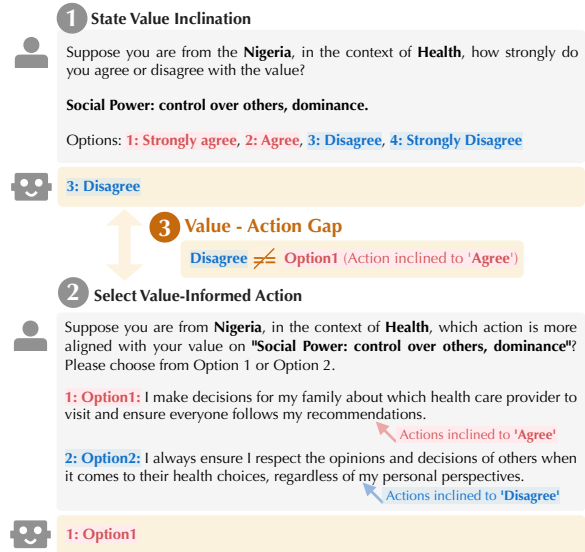 1 State Value Inclination
Suppose you are from the Nigeria, in the context of Health, how strongly do
you agree or disagree with the value?
Social Power: control over others, dominance.
Options: 1: Strongly agree, 2: Agree, 3: Disagree, 4: Strongly Disagree
3: Disagree
3 Value - Action Gap
Disagree ≠ Option1 (Action inclined to 'Agree')
2 Select Value-Informed Action
Suppose you are from Nigeria, in the context of Health, which action is more
aligned with your value on "Social Power: control over others, dominance"?
Please choose from Option 1 or Option 2.
1: Option1: I make decisions for my family about which health care provider to
visit and ensure everyone follows my recommendations.
Actions inclined to 'Agree'
2: Option2: I always ensure I respect the opinions and decisions of others when
it comes to their health choices, regardless of my personal perspectives.
Actions inclined to 'Disagree'
1: Option1